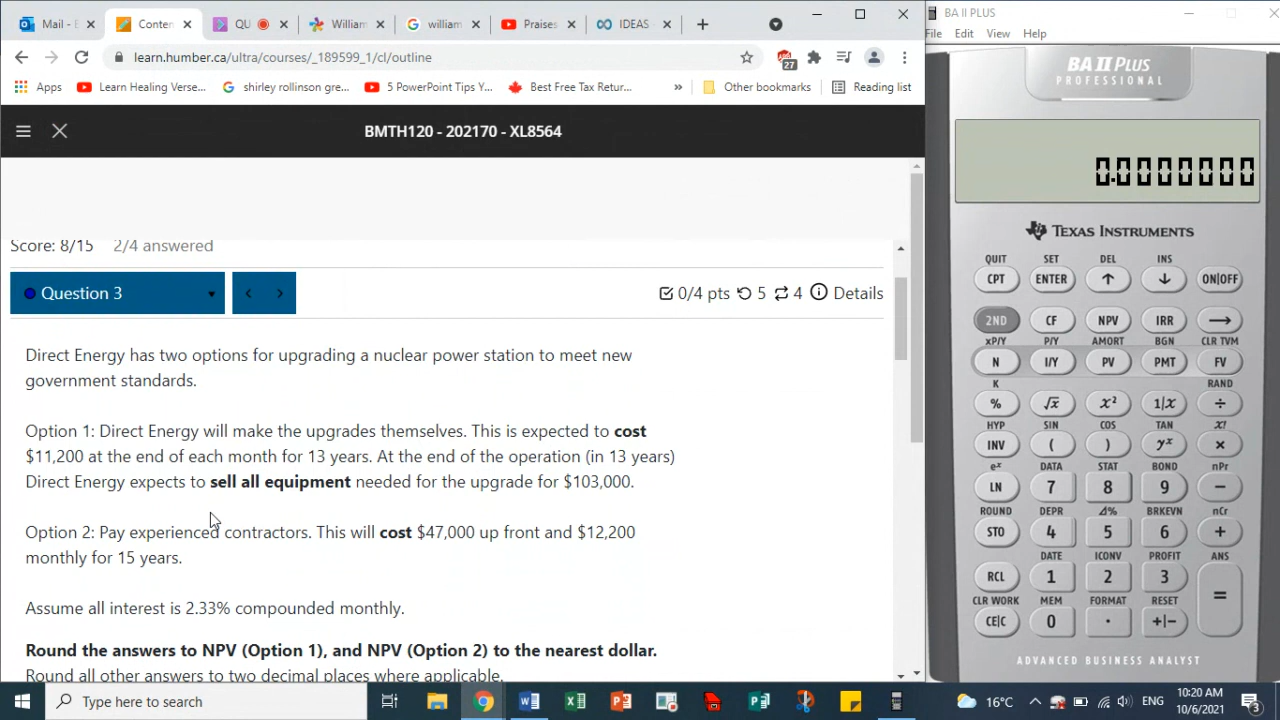 Mail - E
Conten
QU
William
william
Praises
IDEAS
learn.humber.ca/ultra/courses/_189599_1/cl/outline
27
Apps
Learn Healing Verse...
shirley rollinson gre...
5 PowerPoint Tips Y...
Best Free Tax Retur...
»
Other bookmarks
Reading list
BMTH120 - 202170 - XL8564
Score: 8/15 2/4 answered
Question 3
0/4 pts 5 4 Details
Direct Energy has two options for upgrading a nuclear power station to meet new
government standards.
Option 1: Direct Energy will make the upgrades themselves. This is expected to cost
$11,200 at the end of each month for 13 years. At the end of the operation (in 13 years)
Direct Energy expects to sell all equipment needed for the upgrade for $103,000.
Option 2: Pay experienced contractors. This will cost $47,000 up front and $12,200
monthly for 15 years.
Assume all interest is 2.33% compounded monthly.
Round the answers to NPV (Option 1), and NPV (Option 2) to the nearest dollar.
Round all other answers to two decimal places where applicable.
BA II PLUS
File Edit View Help
BA II PLUS
PROFESSIONAL
0.0000000
TEXAS INSTRUMENTS
QUIT SET DEL INS
CPT ENTER ↑ ↓ ON|OFF
2ND CF NPV IRR →
xP/Y P/Y AMORT BGN CLR TVM
N I/Y PV PMT FV
K RAND
% √x x² 1/x ÷
HYP SIN COS TAN x!
INV ( ) yˣ ×
eˣ DATA STAT BOND nPr
LN 7 8 9 −
ROUND DEPR Δ% BRKEVN nCr
STO 4 5 6 +
DATE ICONV PROFIT ANS
RCL 1 2 3 =
CLR WORK MEM FORMAT RESET
CE|C 0 . +|−
ADVANCED BUSINESS ANALYST
Type here to search
16°C
ENG
10:20 AM
10/6/2021
3